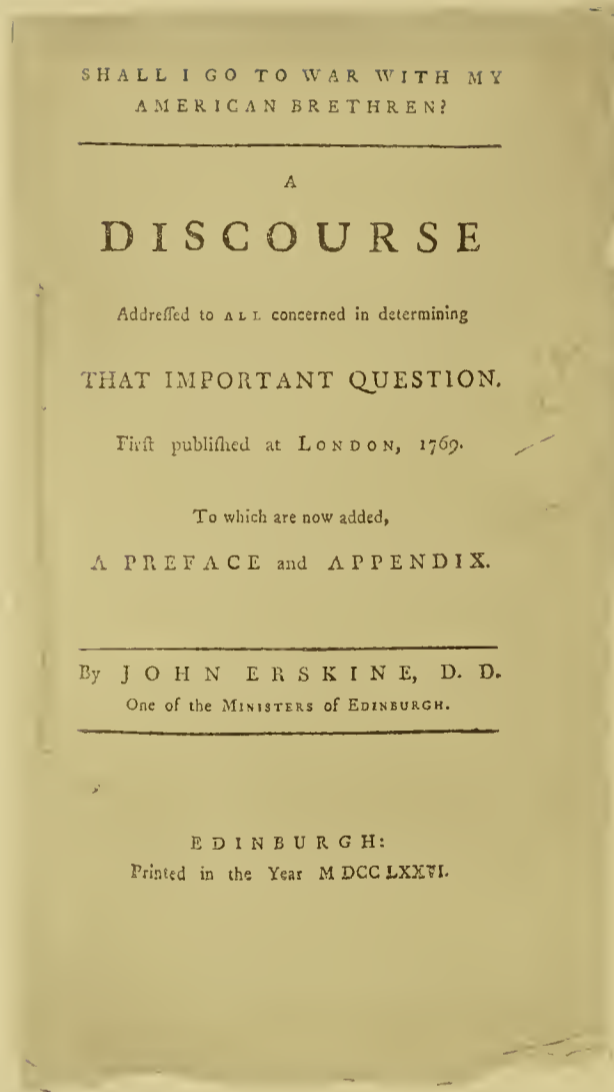 SHALL I GO TO WAR WITH MY
AMERICAN BRETHREN?
A
DISCOURSE
Addreſſed to ALL concerned in determining
THAT IMPORTANT QUESTION.
Firſt publiſhed at LONDON, 1769.
To which are now added,
A PREFACE and APPENDIX.
By JOHN ERSKINE, D. D.
One of the MINISTERS of EDINBURGH.
EDINBURGH:
Printed in the Year M DCC LXXVI.